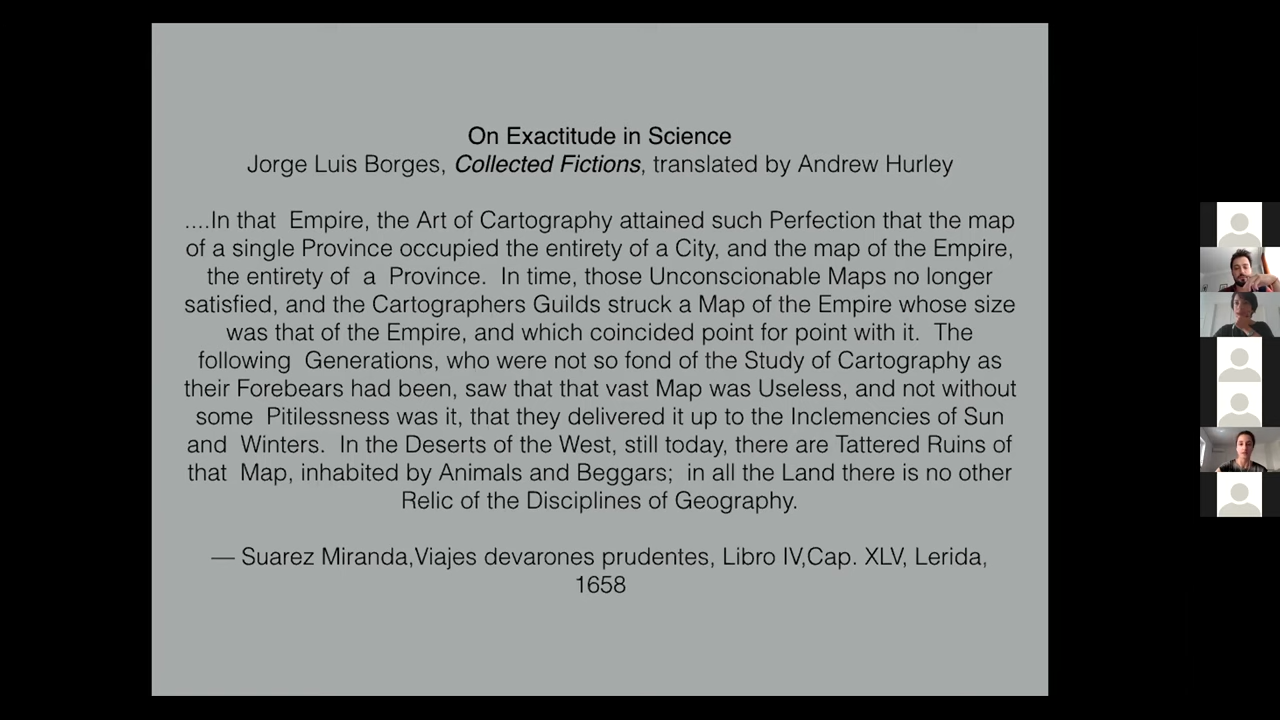 On Exactitude in Science
Jorge Luis Borges, Collected Fictions, translated by Andrew Hurley
....In that  Empire, the Art of Cartography attained such Perfection that the map
of a single Province occupied the entirety of a City, and the map of the Empire,
the entirety of  a  Province.  In time, those Unconscionable Maps no longer
satisfied, and the Cartographers Guilds struck a Map of the Empire whose size
was that of the Empire, and which coincided point for point with it.  The
following  Generations, who were not so fond of the Study of Cartography as
their Forebears had been, saw that that vast Map was Useless, and not without
some  Pitilessness was it, that they delivered it up to the Inclemencies of Sun
and  Winters.  In the Deserts of the West, still today, there are Tattered Ruins of
that  Map, inhabited by Animals and Beggars;  in all the Land there is no other
Relic of the Disciplines of Geography.
— Suarez Miranda,Viajes devarones prudentes, Libro IV,Cap. XLV, Lerida,
1658